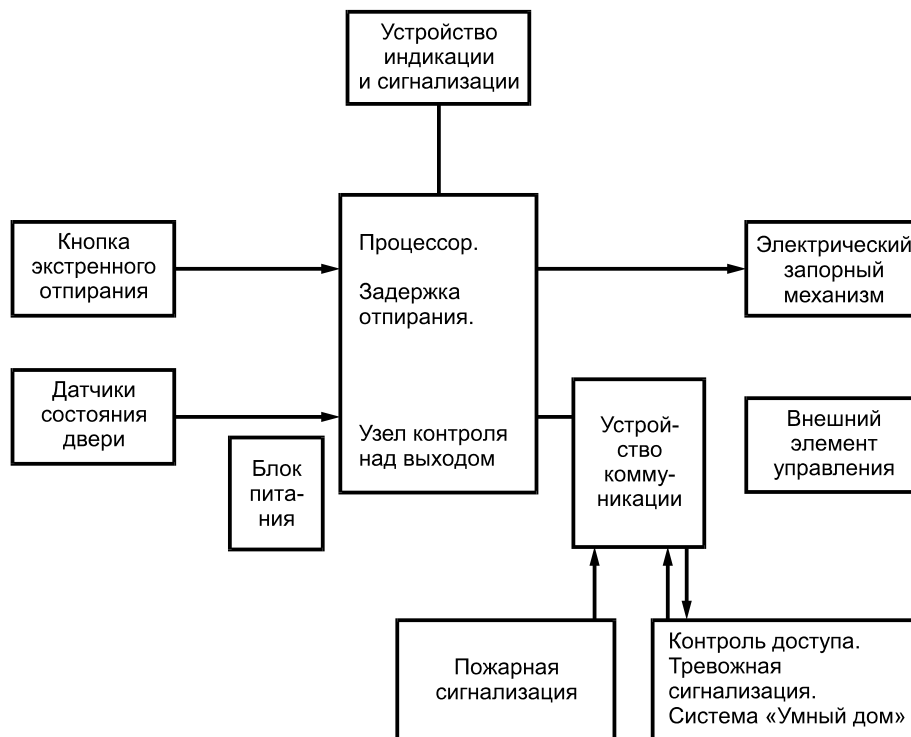 Устройство
индикации
и сигнализации
Кнопка
экстренного
отпирания
Процессор.
Задержка
отпирания.
Узел контроля
над выходом
Электрический
запорный
механизм
Датчики
состояния
двери
Блок
пита-
ния
Устрой-
ство
комму-
никации
Внешний
элемент
управления
Пожарная
сигнализация
Контроль доступа.
Тревожная
сигнализация.
Система «Умный дом»